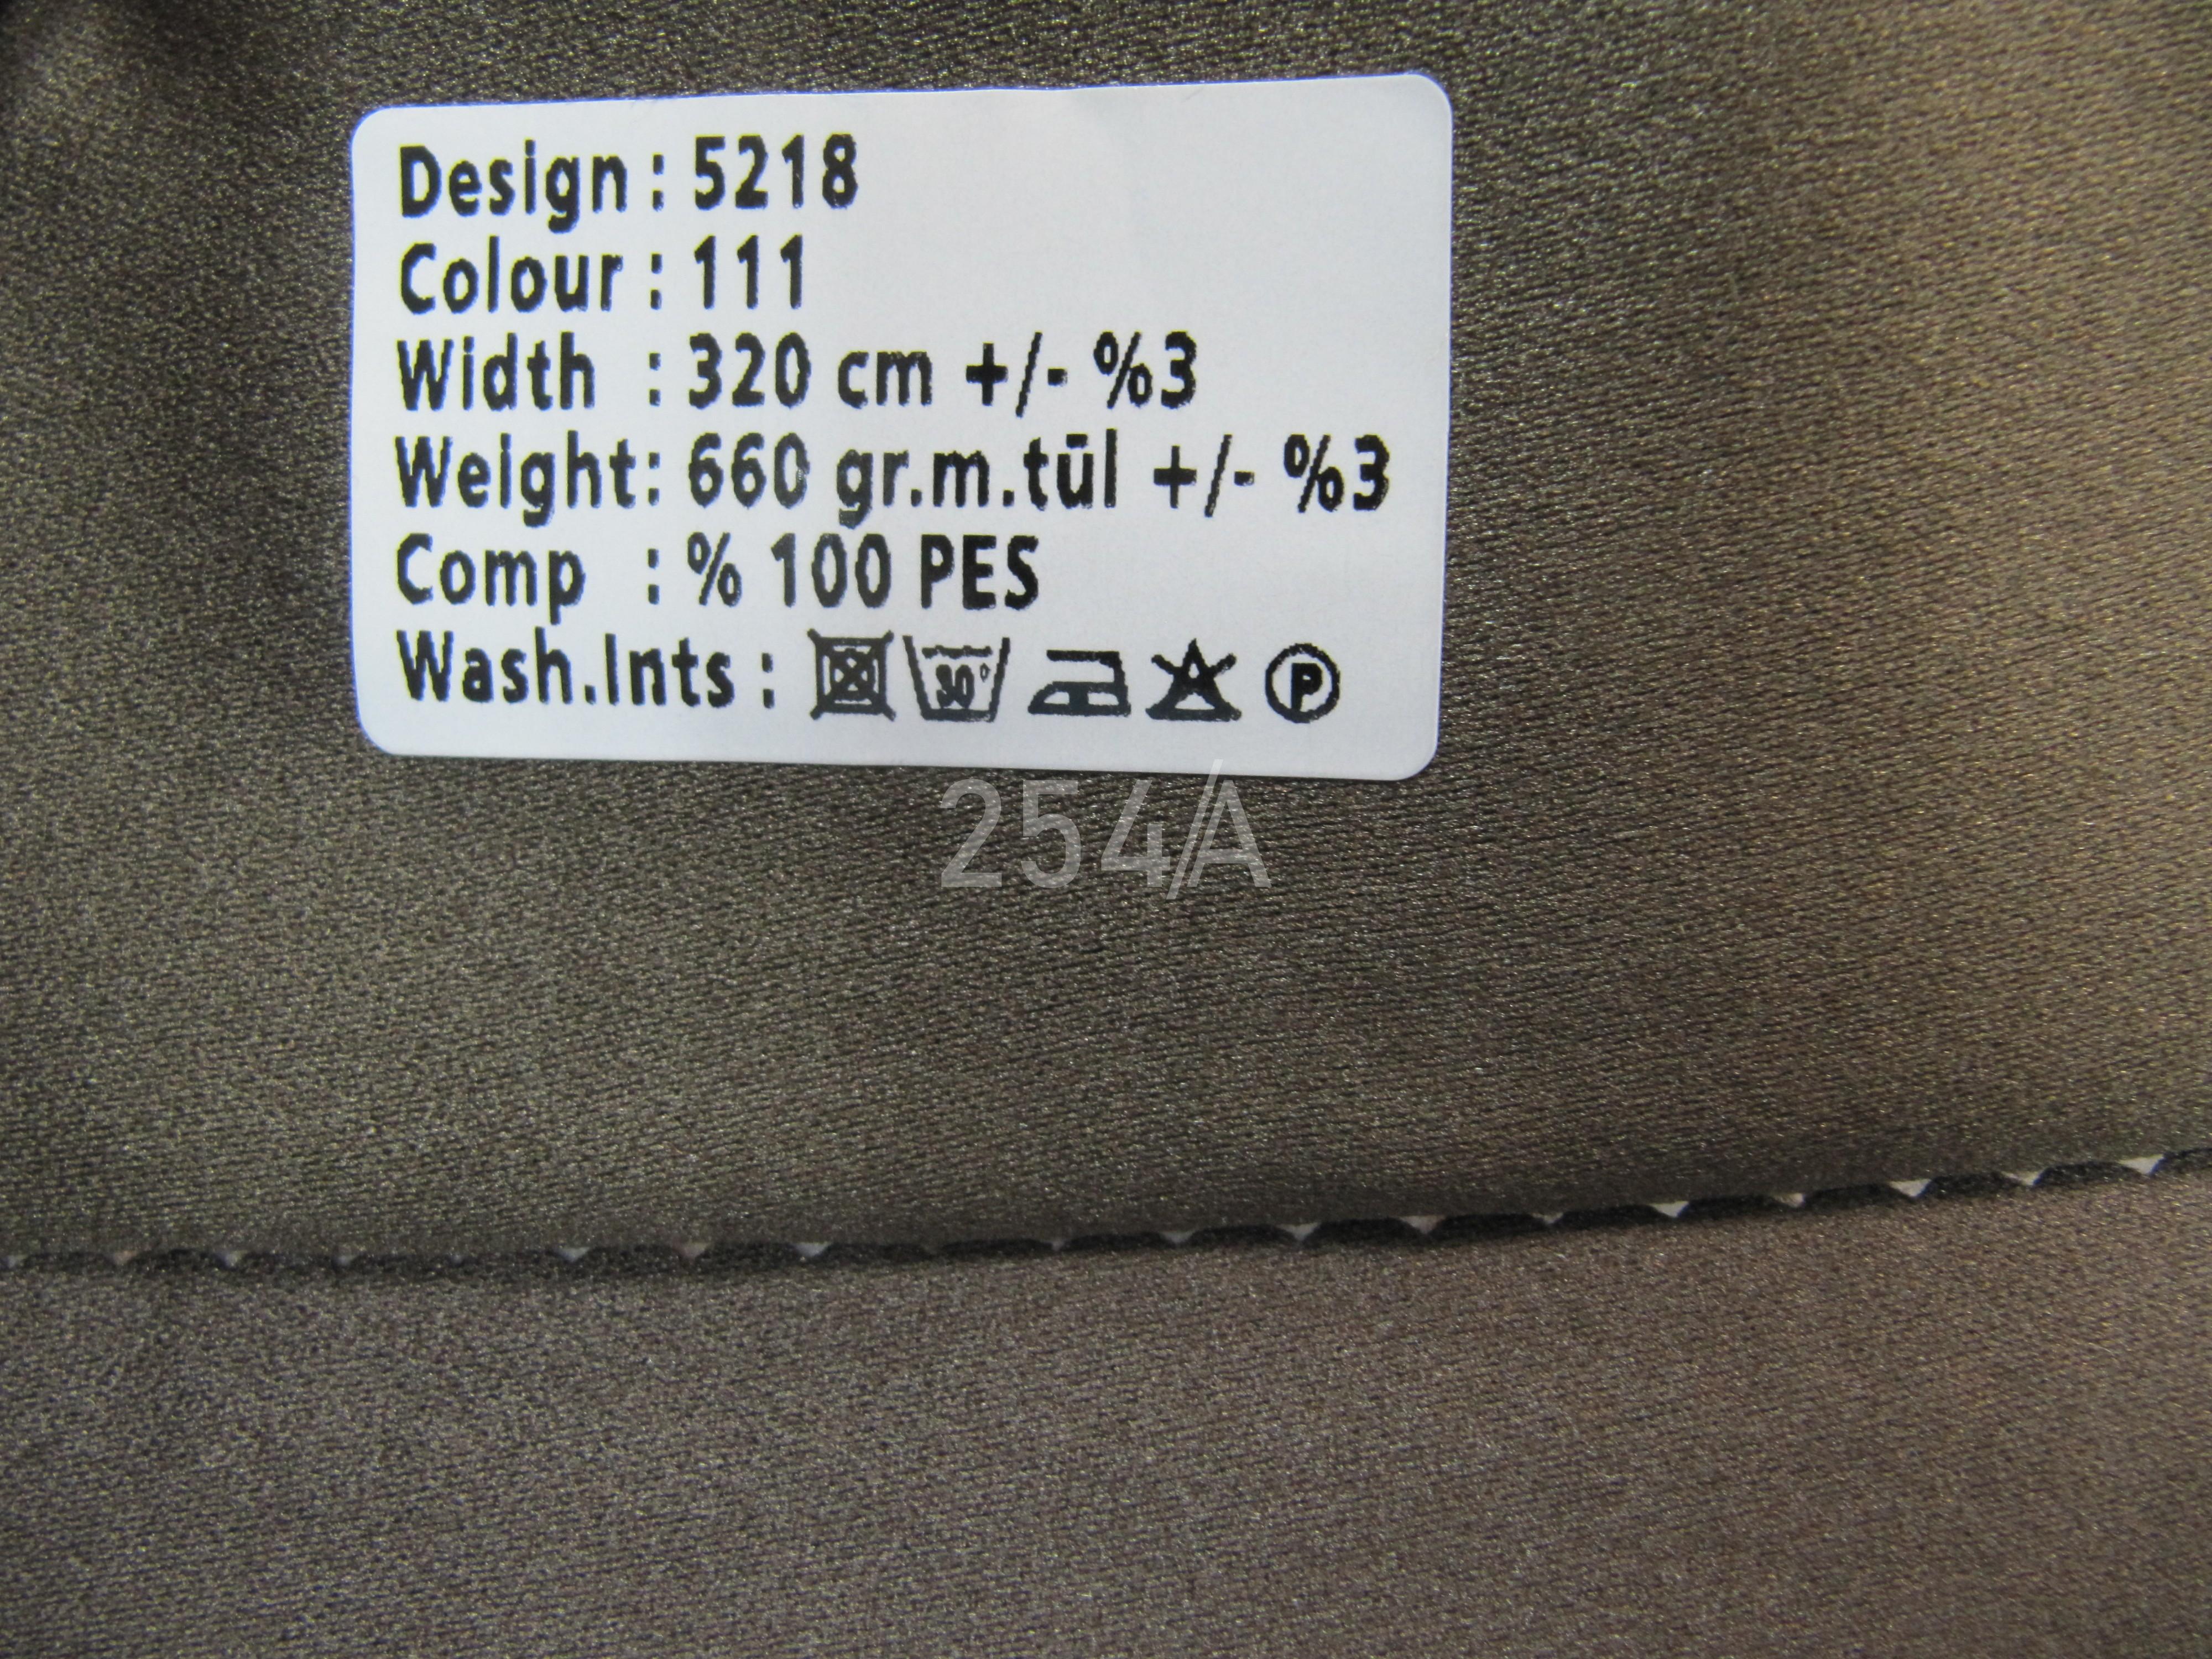 Design : 5218
Colour : 111
Width : 320 cm +/- %3
Weight: 660 gr.m.tūl +/- %3
Comp : % 100 PES
Wash.Ints : 30° P
254/A